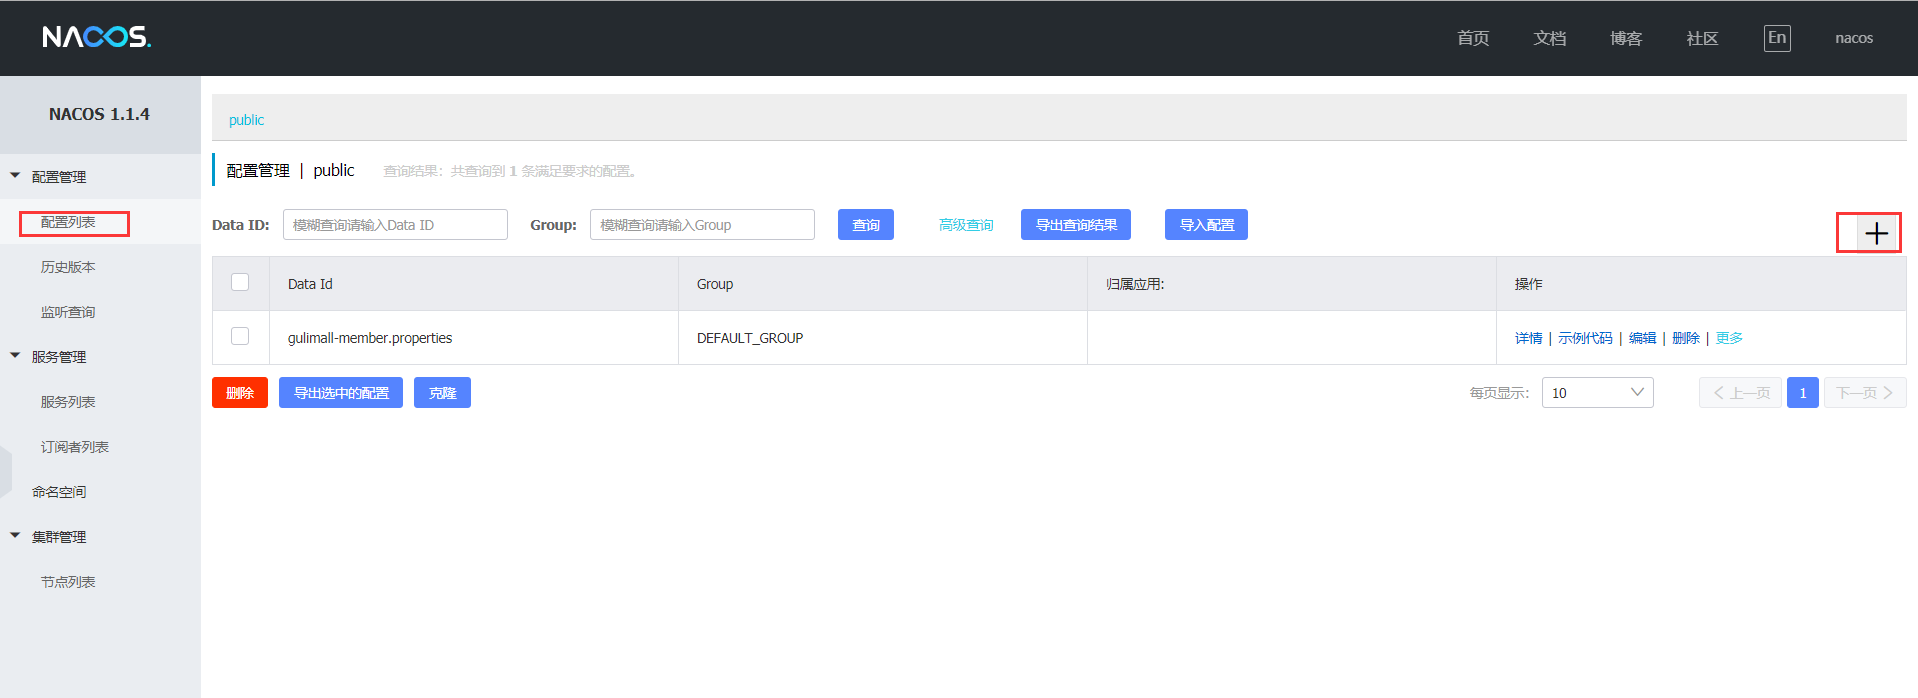 NACOS.
首页 文档 博客 社区 En nacos
NACOS 1.1.4
配置管理
配置列表
历史版本
监听查询
服务管理
服务列表
订阅者列表
命名空间
集群管理
节点列表
public
配置管理 | public 查询结果：共查询到 1 条满足要求的配置。
Data ID: 模糊查询请输入Data ID Group: 模糊查询请输入Group 查询 高级查询 导出查询结果 导入配置
Data Id Group 归属应用: 操作
gulimall-member.properties DEFAULT_GROUP 详情 | 示例代码 | 编辑 | 删除 | 更多
删除 导出选中的配置 克隆 每页显示: 10 上一页 1 下一页